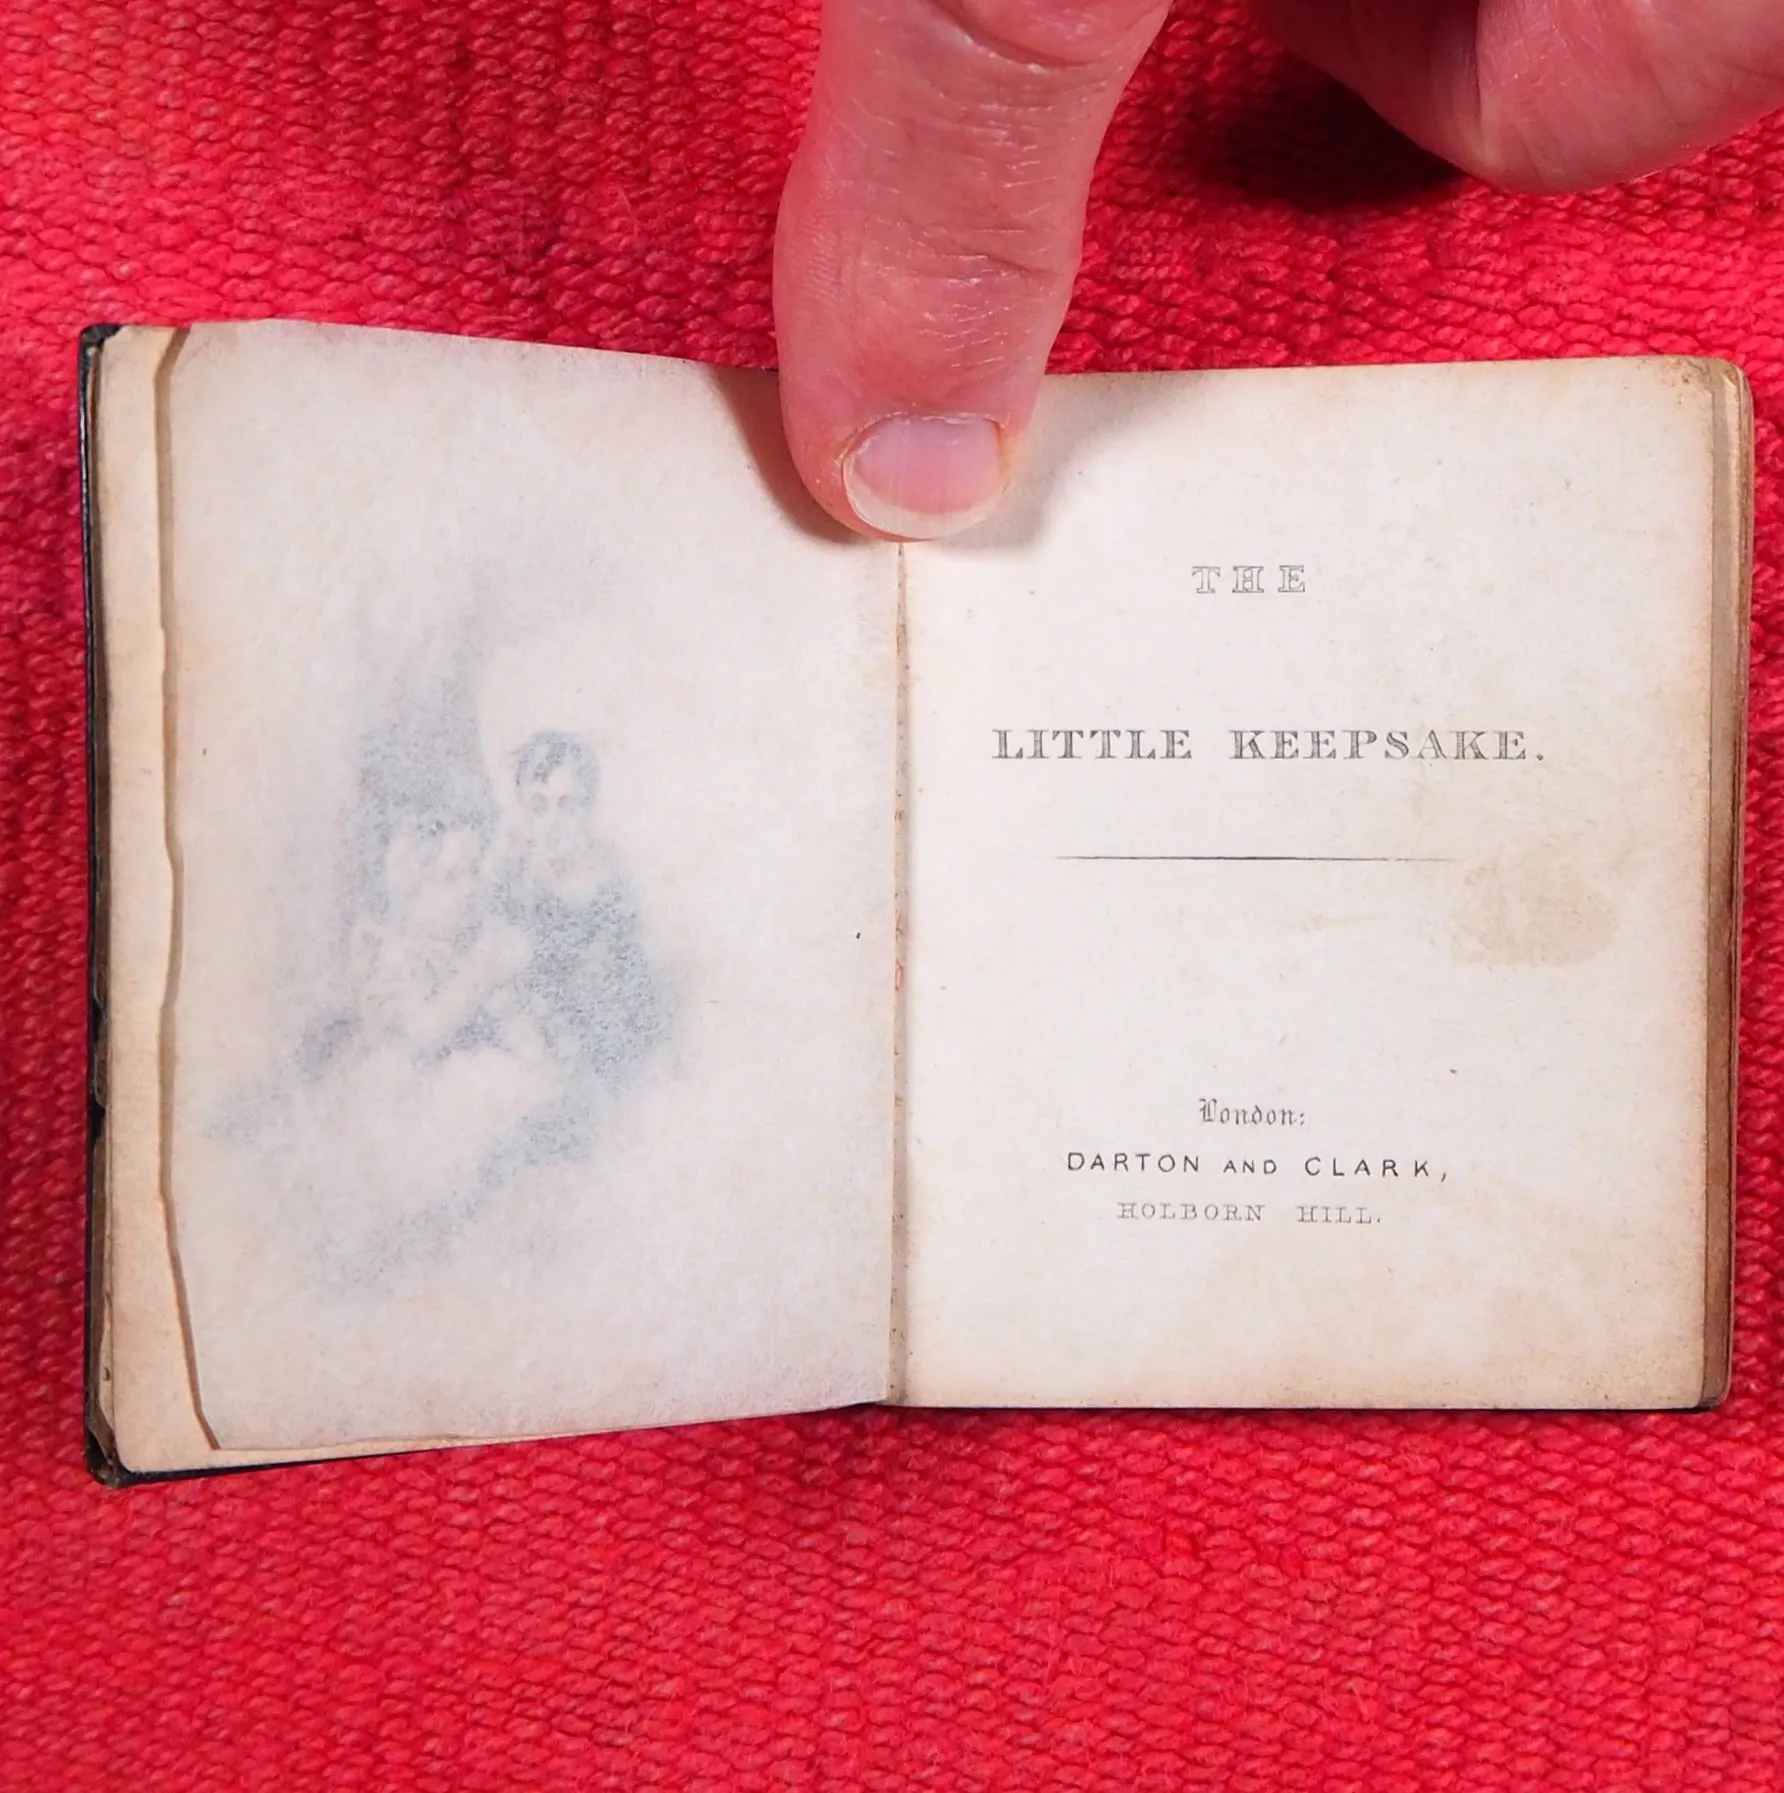 THE
LITTLE KEEPSAKE.
London:
DARTON AND CLARK,
HOLBORN HILL.